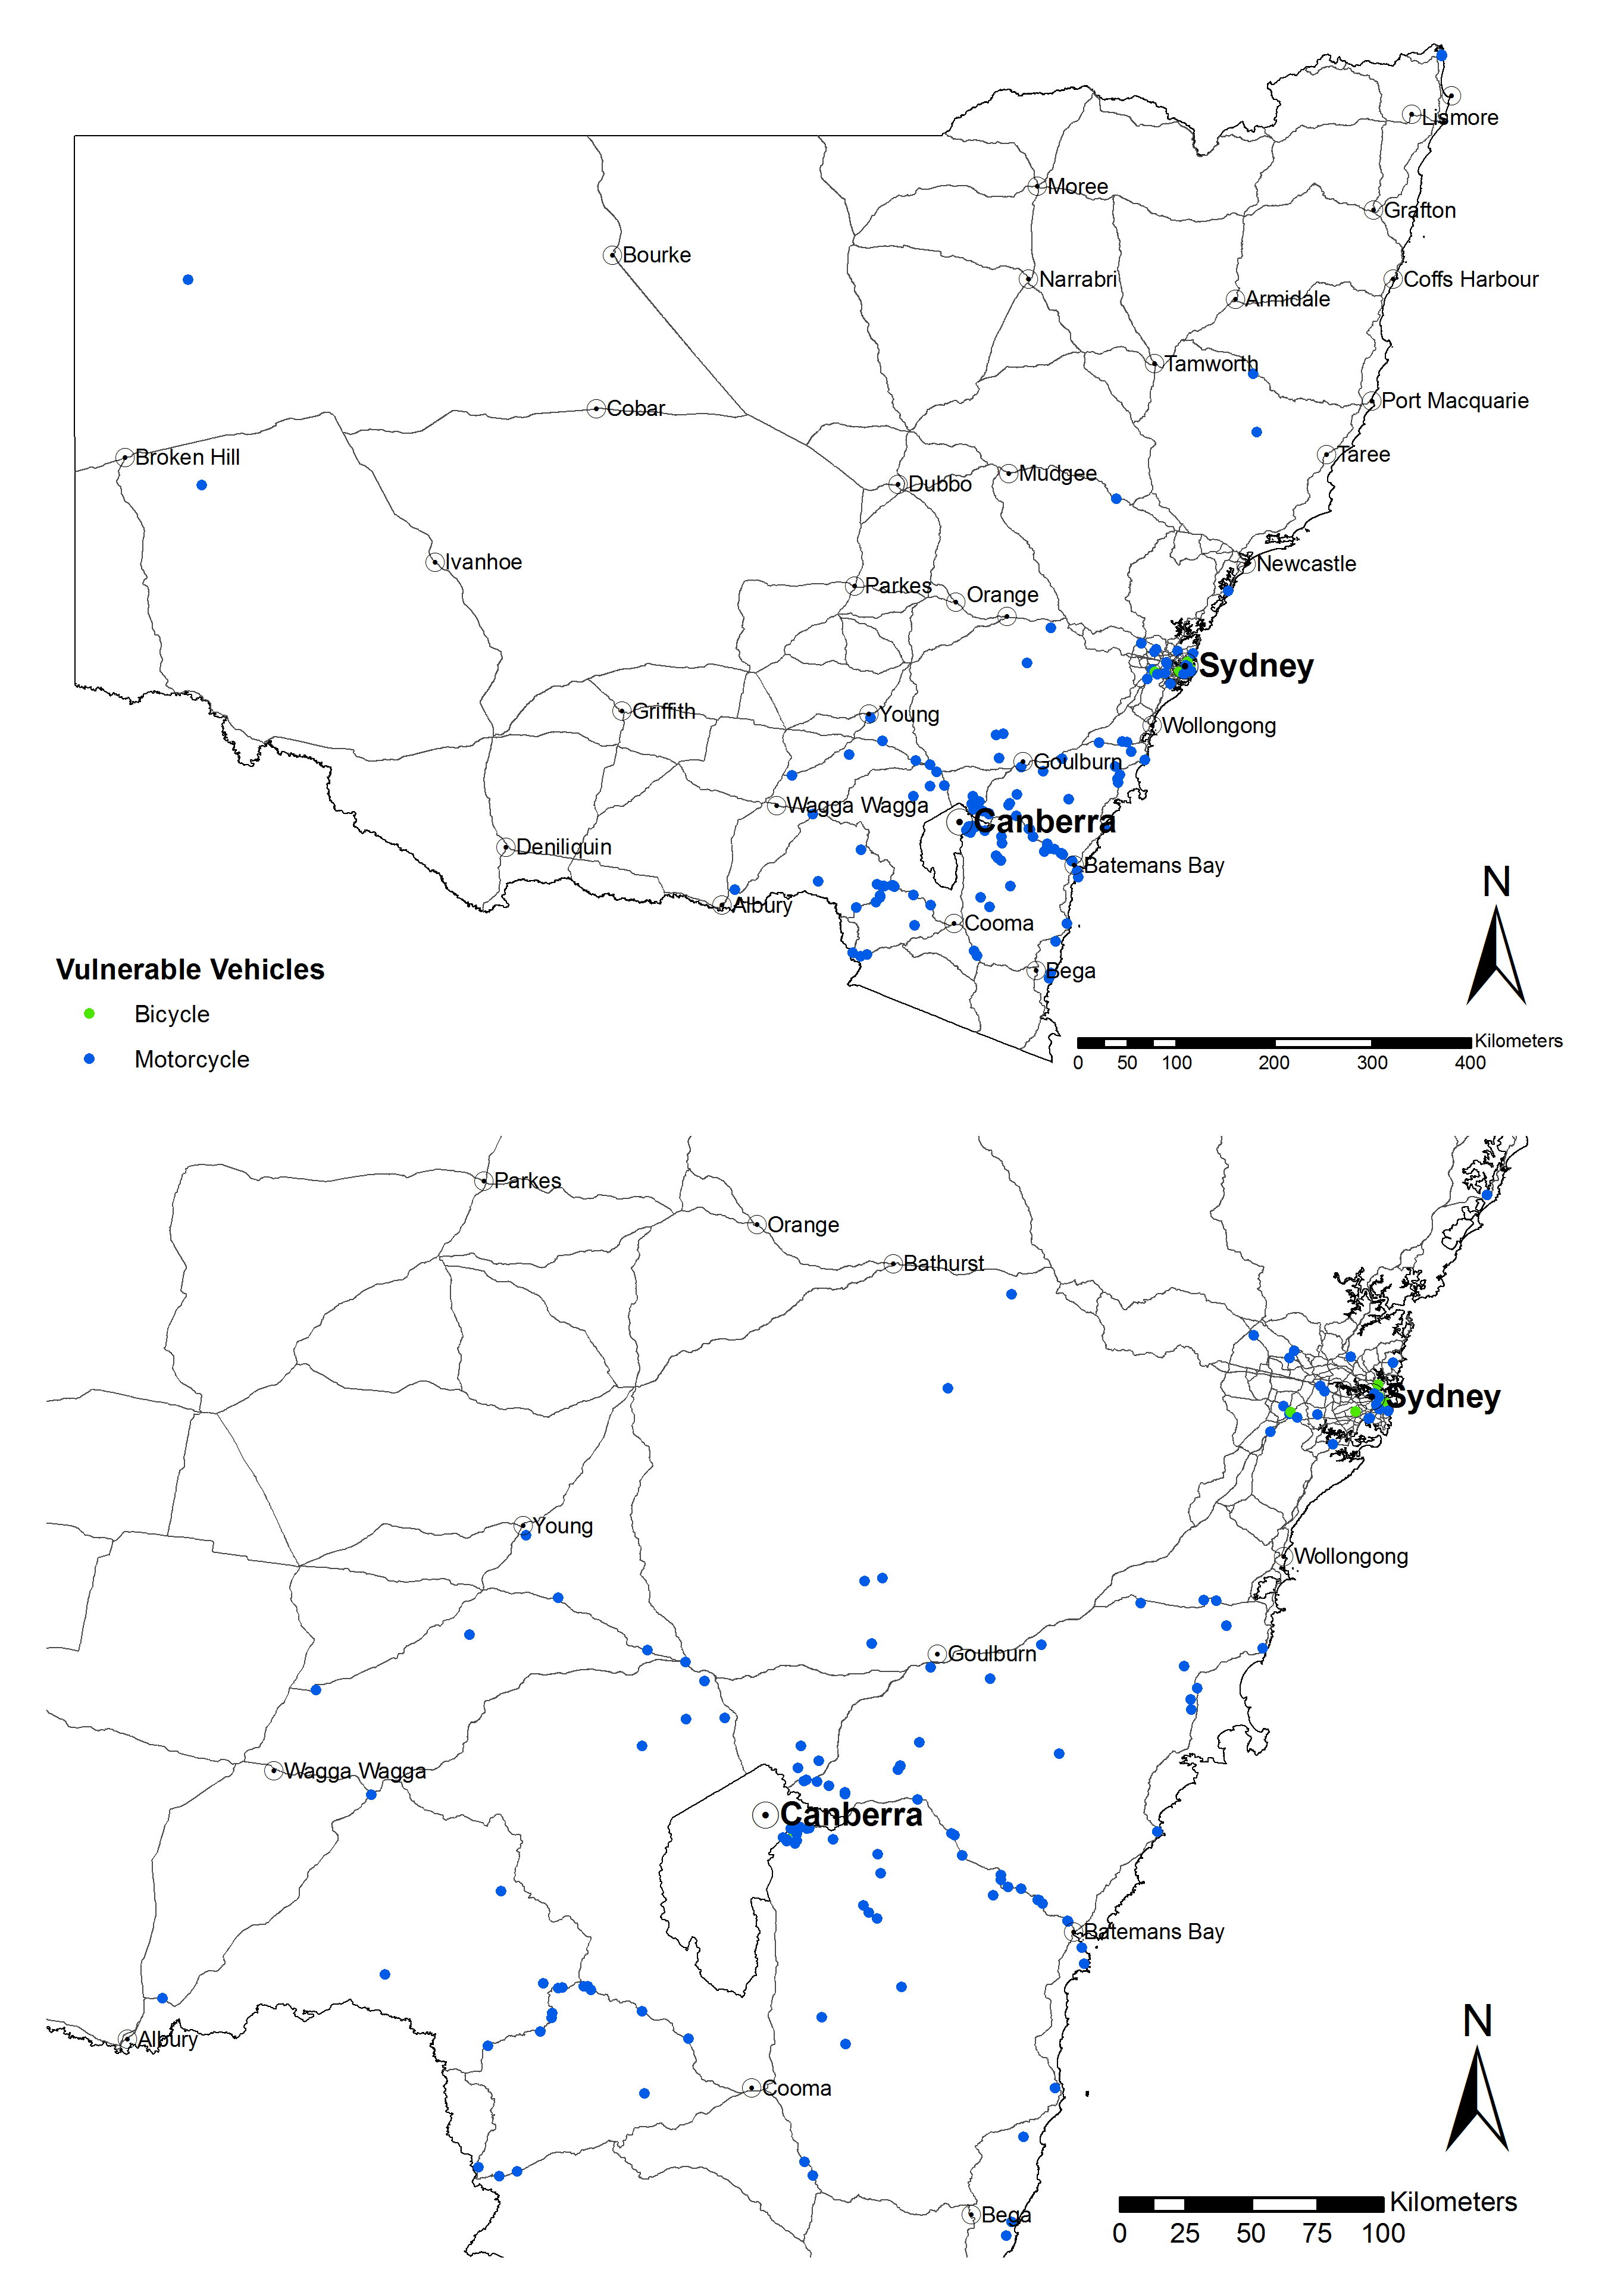 Lismore
Moree
Grafton
Bourke
Narrabri
Coffs Harbour
Armidale
Tamworth
Cobar
Port Macquarie
Broken Hill
Taree
Mudgee
Dubbo
Ivanhoe
Newcastle
Parkes
Orange
Sydney
Griffith
Young
Wollongong
Goulburn
Wagga Wagga
Canberra
Deniliquin
Batemans Bay
Albury
Cooma
Bega
N
Vulnerable Vehicles
Bicycle
Motorcycle
Kilometers
0 50 100 200 300 400
Parkes
Orange
Bathurst
Sydney
Young
Wollongong
Goulburn
Wagga Wagga
Canberra
Batemans Bay
Albury
Cooma
Bega
N
Kilometers
0 25 50 75 100